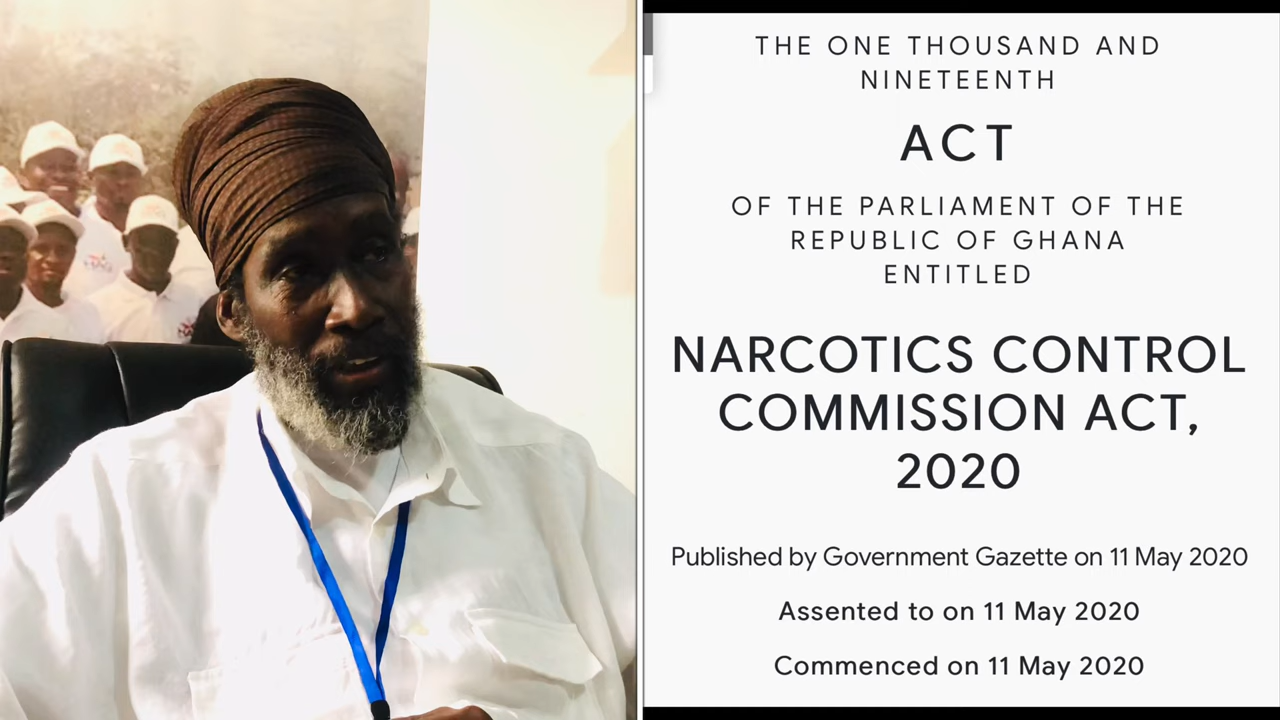 THE ONE THOUSAND AND
NINETEENTH
ACT
OF THE PARLIAMENT OF THE
REPUBLIC OF GHANA
ENTITLED
NARCOTICS CONTROL
COMMISSION ACT,
2020
Published by Government Gazette on 11 May 2020
Assented to on 11 May 2020
Commenced on 11 May 2020